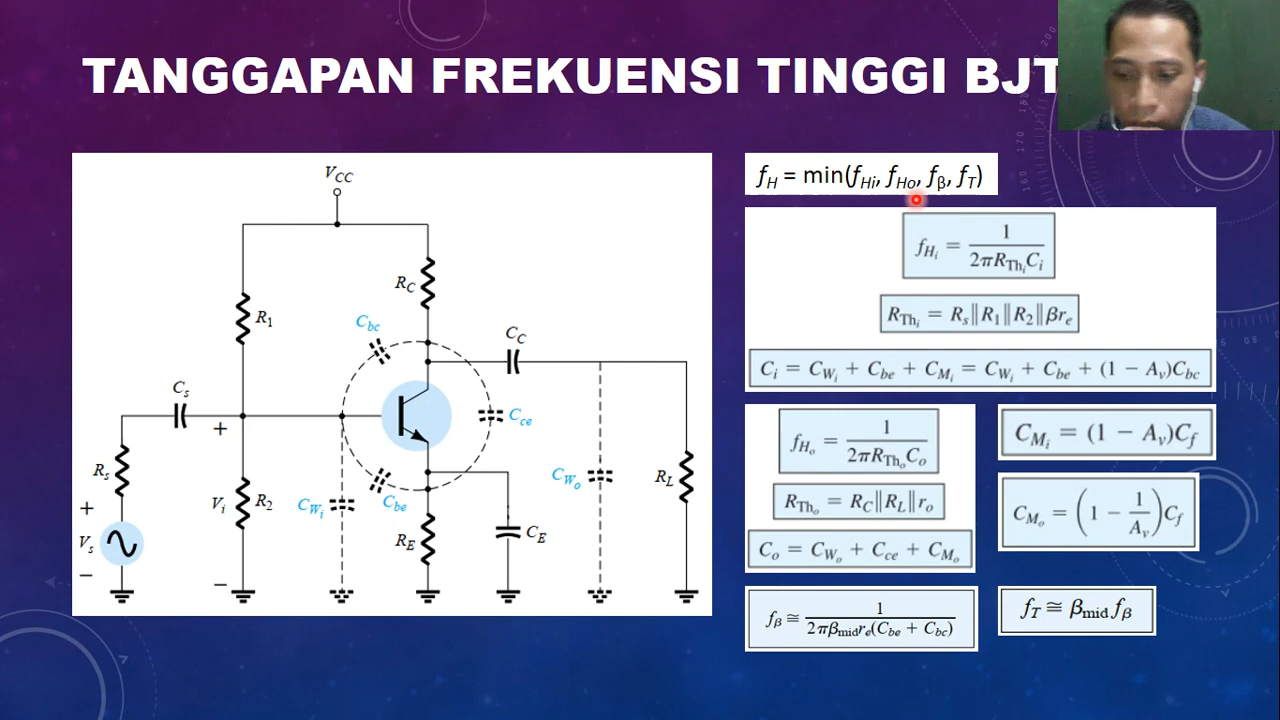 TANGGAPAN FREKUENSI TINGGI BJT
V_CC
R_C
R_1
C_bc
C_C
C_s
C_ce
+
R_s
R_2
V_i
C_Wi
C_be
C_Wo
R_L
+
V_s
R_E
C_E
−
−
f_H = min(f_Hi, f_Ho, f_β, f_T)
f_Hi = 1 / 2πR_Thi C_i
R_Thi = R_s‖R_1‖R_2‖βr_e
C_i = C_Wi + C_be + C_Mi = C_Wi + C_be + (1 − A_v)C_bc
f_Ho = 1 / 2πR_Tho C_o
R_Tho = R_C‖R_L‖r_o
C_o = C_Wo + C_ce + C_Mo
C_Mi = (1 − A_v)C_f
C_Mo = (1 − 1/A_v)C_f
f_β ≅ 1 / 2πβ_mid r_e(C_be + C_bc)
f_T ≅ β_mid f_β